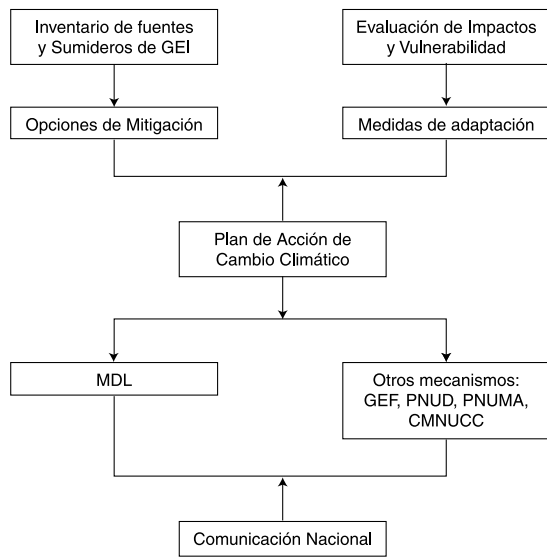 Inventario de fuentes
y Sumideros de GEI
Evaluación de Impactos
y Vulnerabilidad
Opciones de Mitigación
Medidas de adaptación
Plan de Acción de
Cambio Climático
MDL
Otros mecanismos:
GEF, PNUD, PNUMA,
CMNUCC
Comunicación Nacional